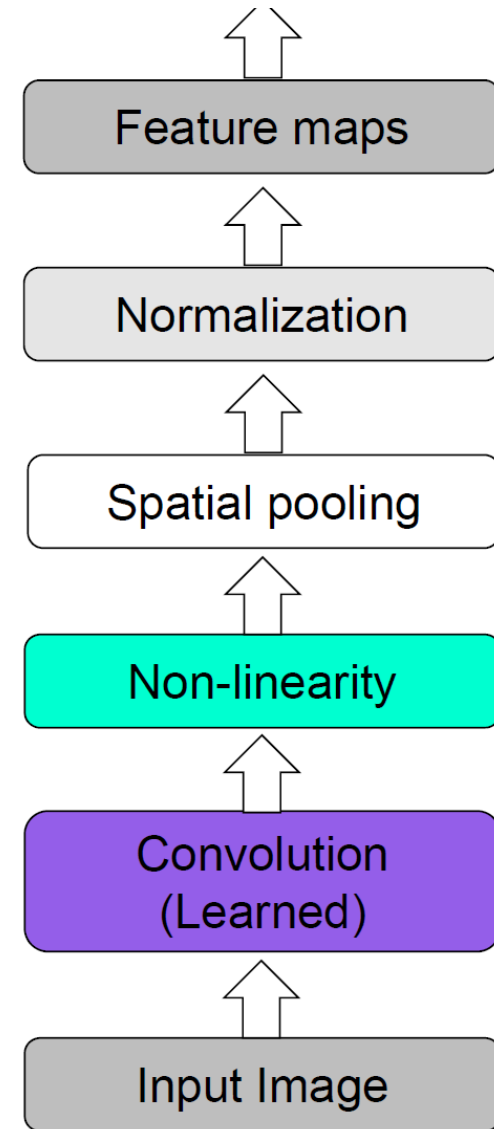 Feature maps
Normalization
Spatial pooling
Non-linearity
Convolution
(Learned)
Input Image